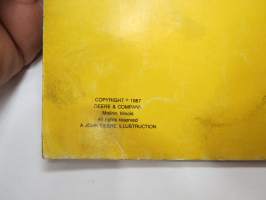 COPYRIGHT © 1987
DEERE & COMPANY
Moline, Illinois
All rights reserved
A JOHN DEERE ILLUSTRUCTION